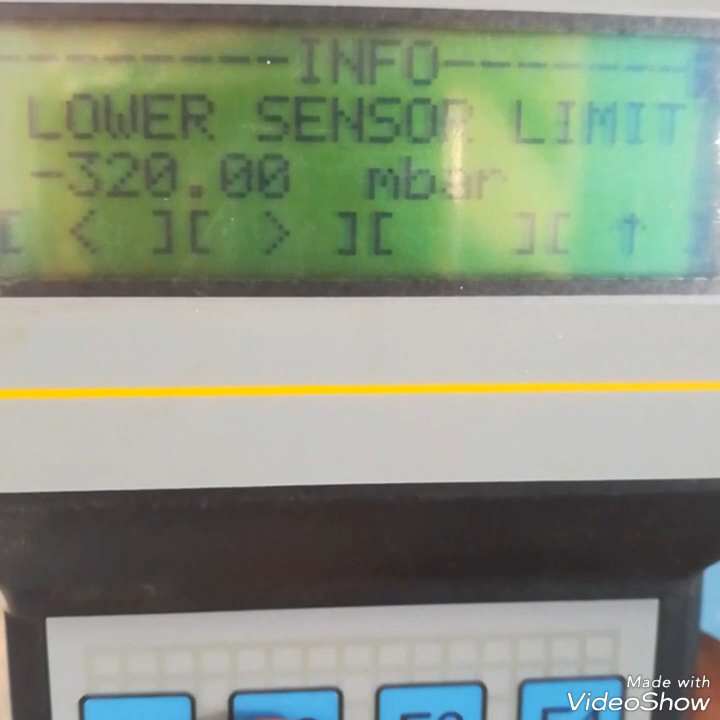 ---------INFO--------
LOWER SENSOR LIMIT
-320.00 mbar
[ < ][ > ][ ][ ↑ ]
Made with
VideoShow